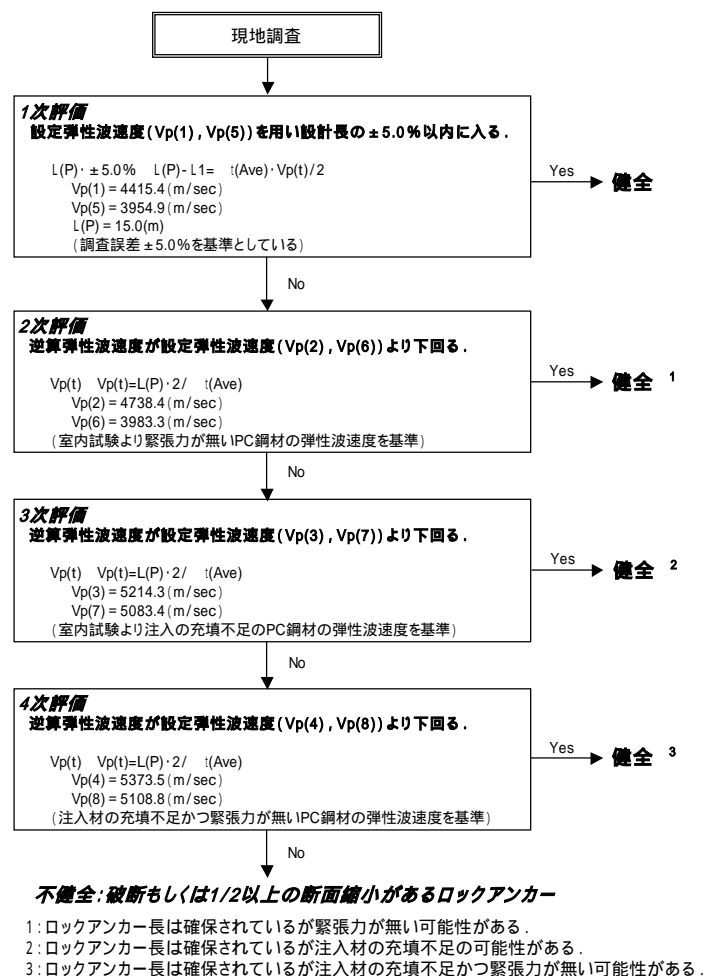 現地調査
1次評価
設定弾性波速度(Vp(1),Vp(5))を用い設計長の±5.0%以内に入る.
L(P)・±5.0% L(P)-L1= t(Ave)・Vp(t)/2
Vp(1)=4415.4(m/sec)
Vp(5)=3954.9(m/sec)
L(P)=15.0(m)
(調査誤差±5.0%を基準としている)
Yes
健全
No
2次評価
逆算弾性波速度が設定弾性波速度(Vp(2),Vp(6))より下回る.
Vp(t) Vp(t)=L(P)・2/ t(Ave)
Vp(2)=4738.4(m/sec)
Vp(6)=3983.3(m/sec)
(室内試験より緊張力が無いPC鋼材の弾性波速度を基準)
Yes
健全 1
No
3次評価
逆算弾性波速度が設定弾性波速度(Vp(3),Vp(7))より下回る.
Vp(t) Vp(t)=L(P)・2/ t(Ave)
Vp(3)=5214.3(m/sec)
Vp(7)=5083.4(m/sec)
(室内試験より注入の充填不足のPC鋼材の弾性波速度を基準)
Yes
健全 2
No
4次評価
逆算弾性波速度が設定弾性波速度(Vp(4),Vp(8))より下回る.
Vp(t) Vp(t)=L(P)・2/ t(Ave)
Vp(4)=5373.5(m/sec)
Vp(8)=5108.8(m/sec)
(注入材の充填不足かつ緊張力が無いPC鋼材の弾性波速度を基準)
Yes
健全 3
No
不健全:破断もしくは1/2以上の断面縮小があるロックアンカー
1:ロックアンカー長は確保されているが緊張力が無い可能性がある.
2:ロックアンカー長は確保されているが注入材の充填不足の可能性がある.
3:ロックアンカー長は確保されているが注入材の充填不足かつ緊張力が無い可能性がある.